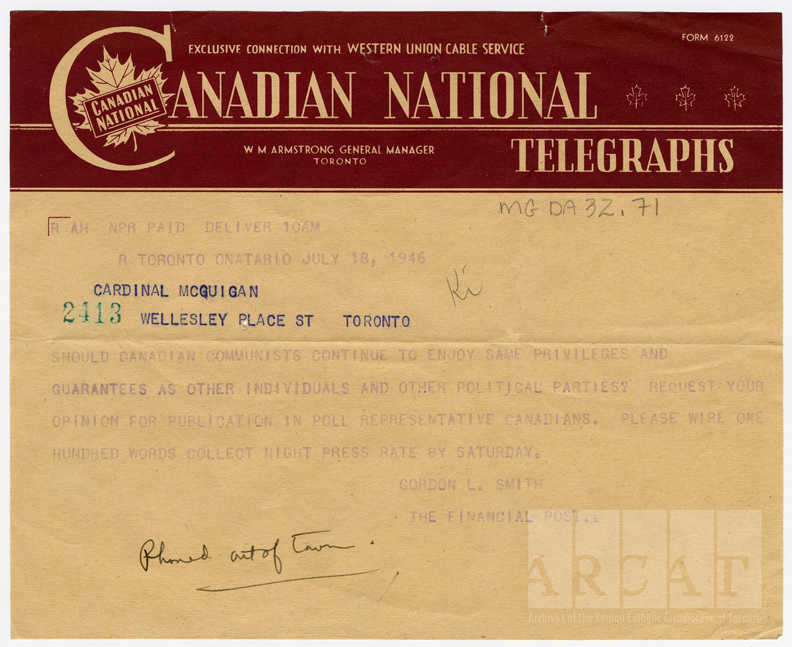 EXCLUSIVE CONNECTION WITH WESTERN UNION CABLE SERVICE
FORM 6122
CANADIAN NATIONAL
CANADIAN NATIONAL
W M ARMSTRONG GENERAL MANAGER
TORONTO
TELEGRAPHS
MG DA 32.71
R AH NPR PAID DELIVER 10AM
R TORONTO ONATARIO JULY 18, 1946
CARDINAL MCQUIGAN
2413 WELLESLEY PLACE ST TORONTO
SHOULD CANADIAN COMMUNISTS CONTINUE TO ENJOY SAME PRIVILEGES AND
GUARANTEES AS OTHER INDIVIDUALS AND OTHER POLITICAL PARTIES? REQUEST YOUR
OPINION FOR PUBLICATION IN POLL REPRESENTATIVE CANADIANS. PLEASE WIRE ONE
HUNDRED WORDS COLLECT NIGHT PRESS RATE BY SATURDAY.
GORDON L. SMITH
THE FINANCIAL POST..
Phoned out of town.
ARCAT
Archives of the Roman Catholic Archdiocese of Toronto